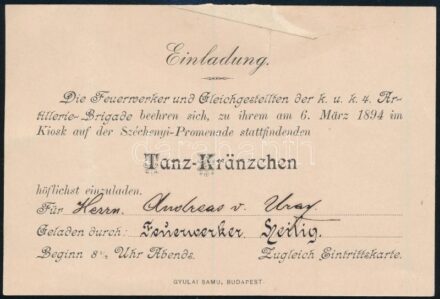 Einladung.
Die Feuerwerker und Gleichgestellten der k. u. k. 4. Ar-
tillerie-Brigade beehren sich, zu ihrem am 6. März 1894 im
Kiosk auf der Széchenyi-Promenade stattfindenden
Tanz-Kränzchen
höflichst einzuladen.
Für Herrn. Andreas v. Uray
Geladen durch: Feuerwerker Heilig.
Beginn 8½ Uhr Abends. Zugleich Eintrittskarte.
GYULAI SAMU, BUDAPEST